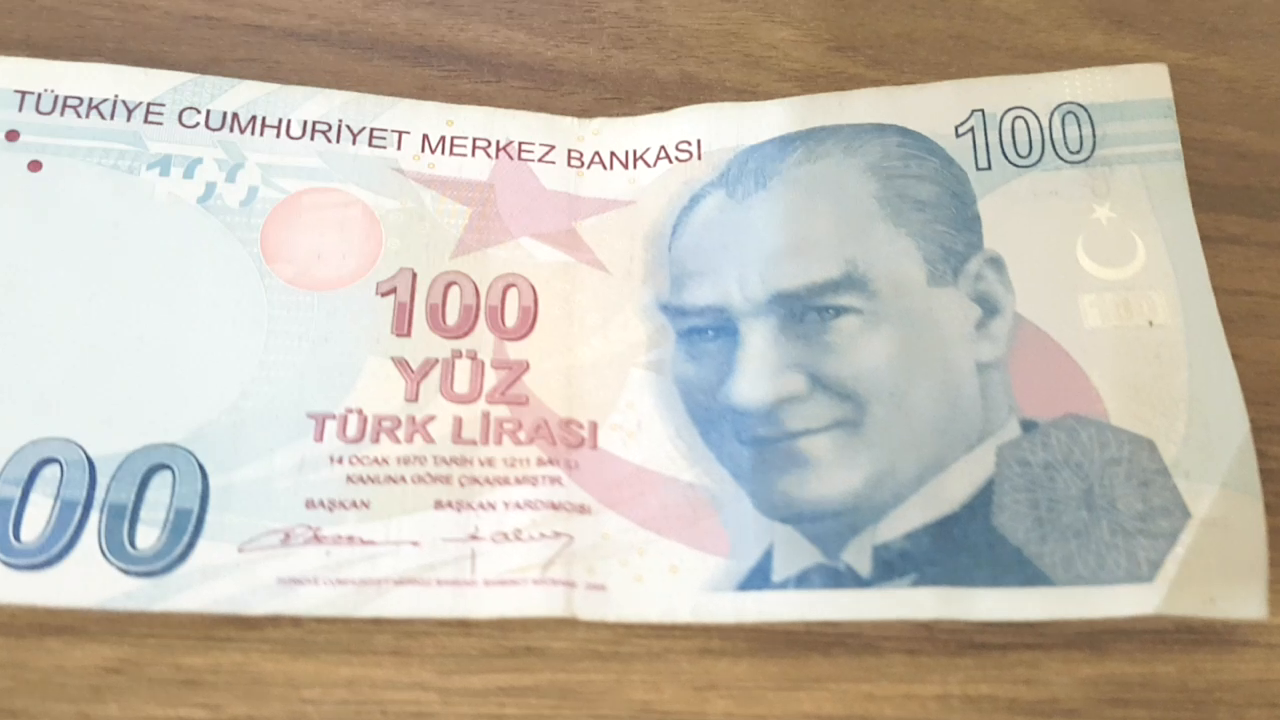 TÜRKİYE CUMHURİYET MERKEZ BANKASI
100
100
100
YÜZ
TÜRK LİRASI
14 OCAK 1970 TARİH VE 1211 SAYILI
KANUNA GÖRE ÇIKARILMIŞTIR.
BAŞKAN BAŞKAN YARDIMCISI
00